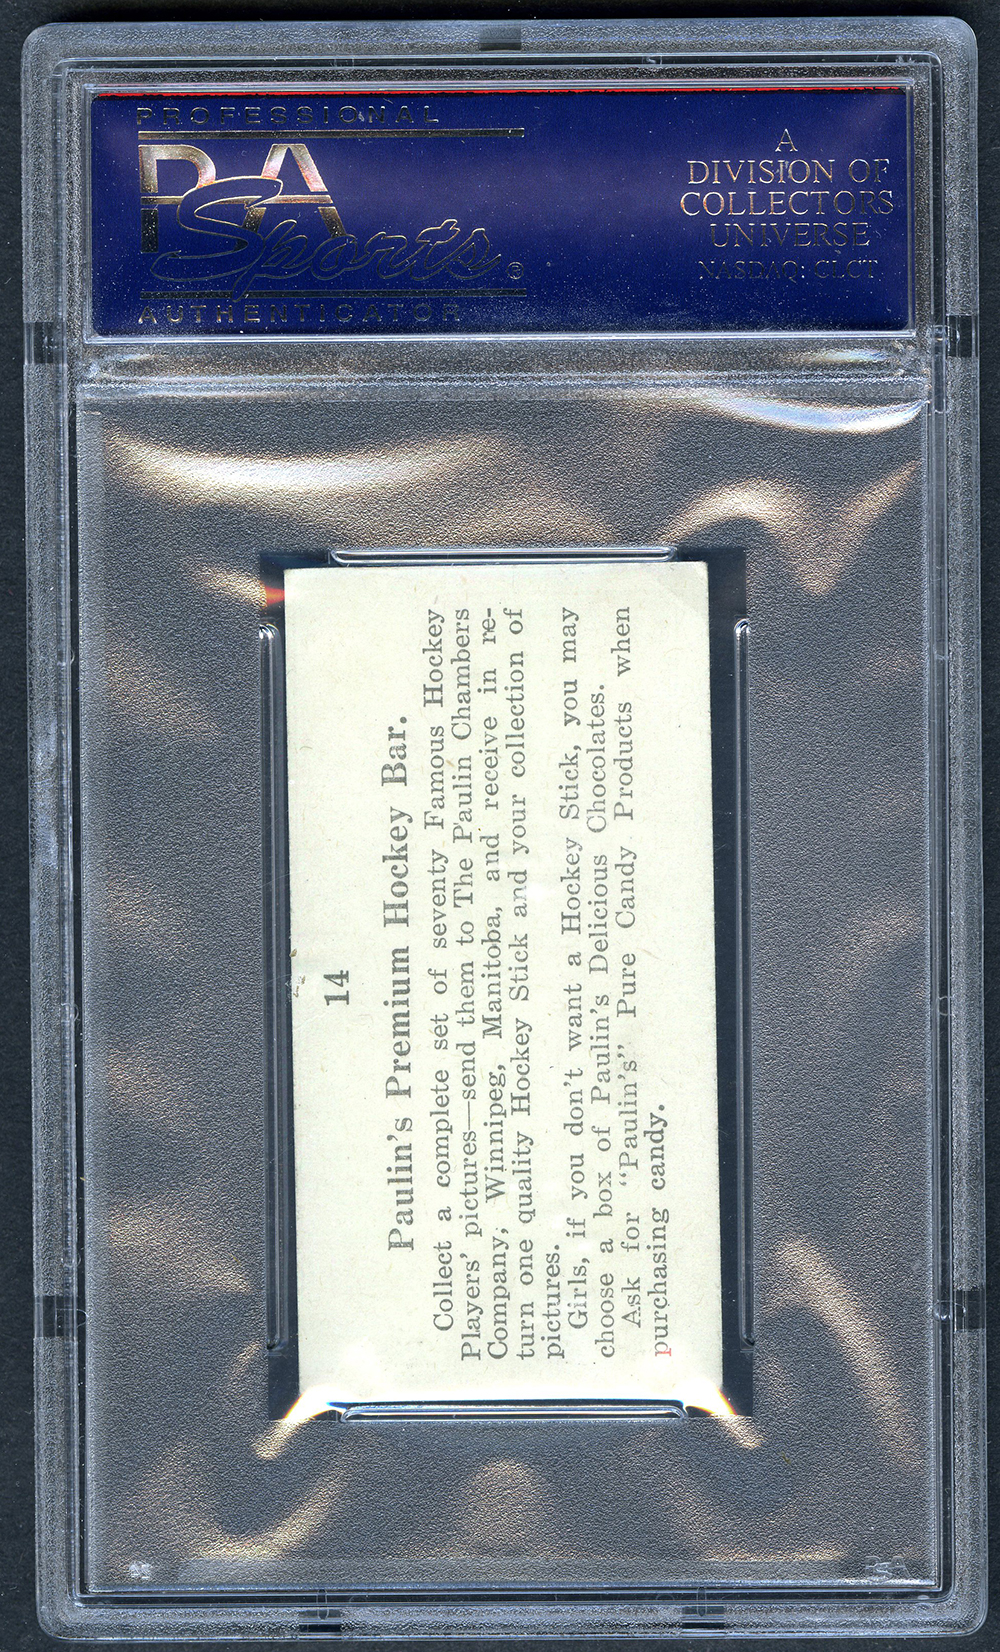 PROFESSIONAL
PSA
Sports®
AUTHENTICATOR
A
DIVISION OF
COLLECTORS
UNIVERSE
NASDAQ: CLCT
14
Paulin's Premium Hockey Bar.
Collect a complete set of seventy Famous Hockey
Players' pictures—send them to The Paulin Chambers
Company, Winnipeg, Manitoba, and receive in re-
turn one quality Hockey Stick and your collection of
pictures.
Girls, if you don't want a Hockey Stick, you may
choose a box of Paulin's Delicious Chocolates.
Ask for "Paulin's" Pure Candy Products when
purchasing candy.
PSA